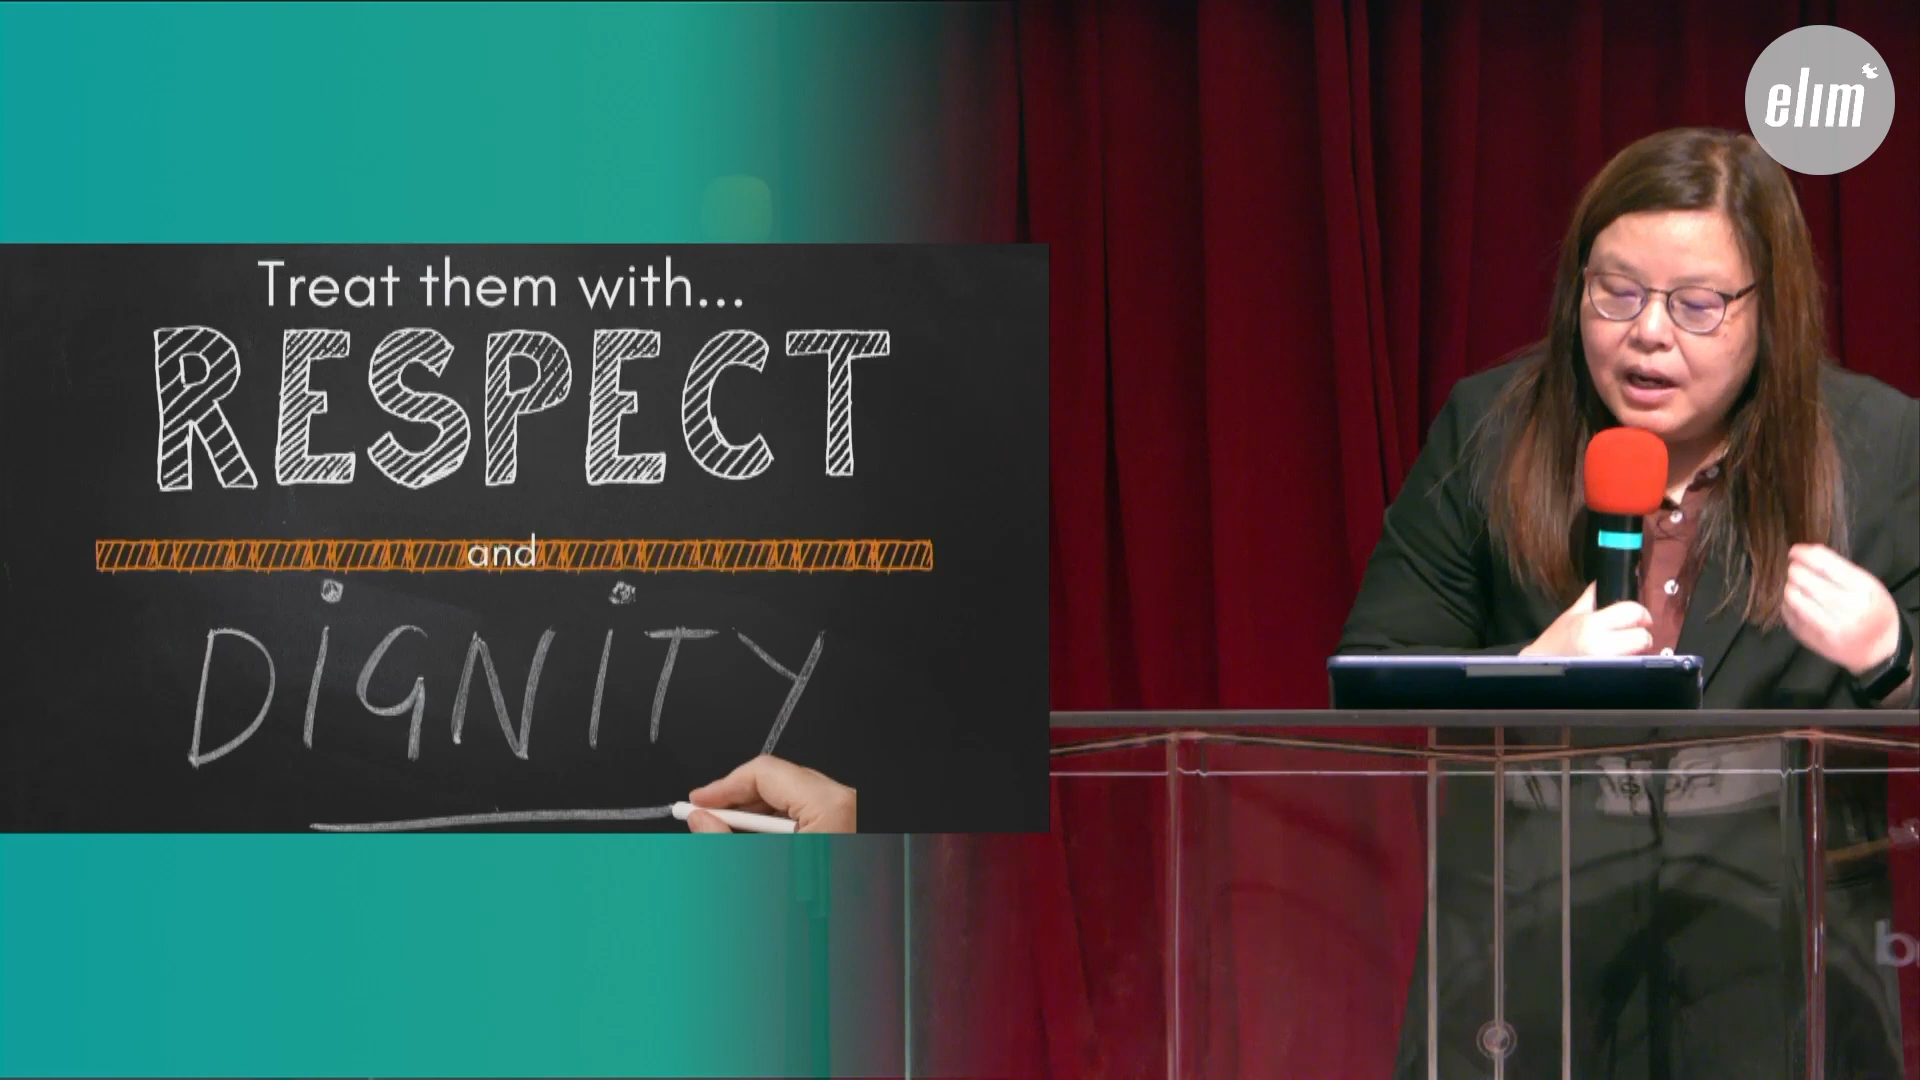 Treat them with...
RESPECT
and
DiGNiTY
elim